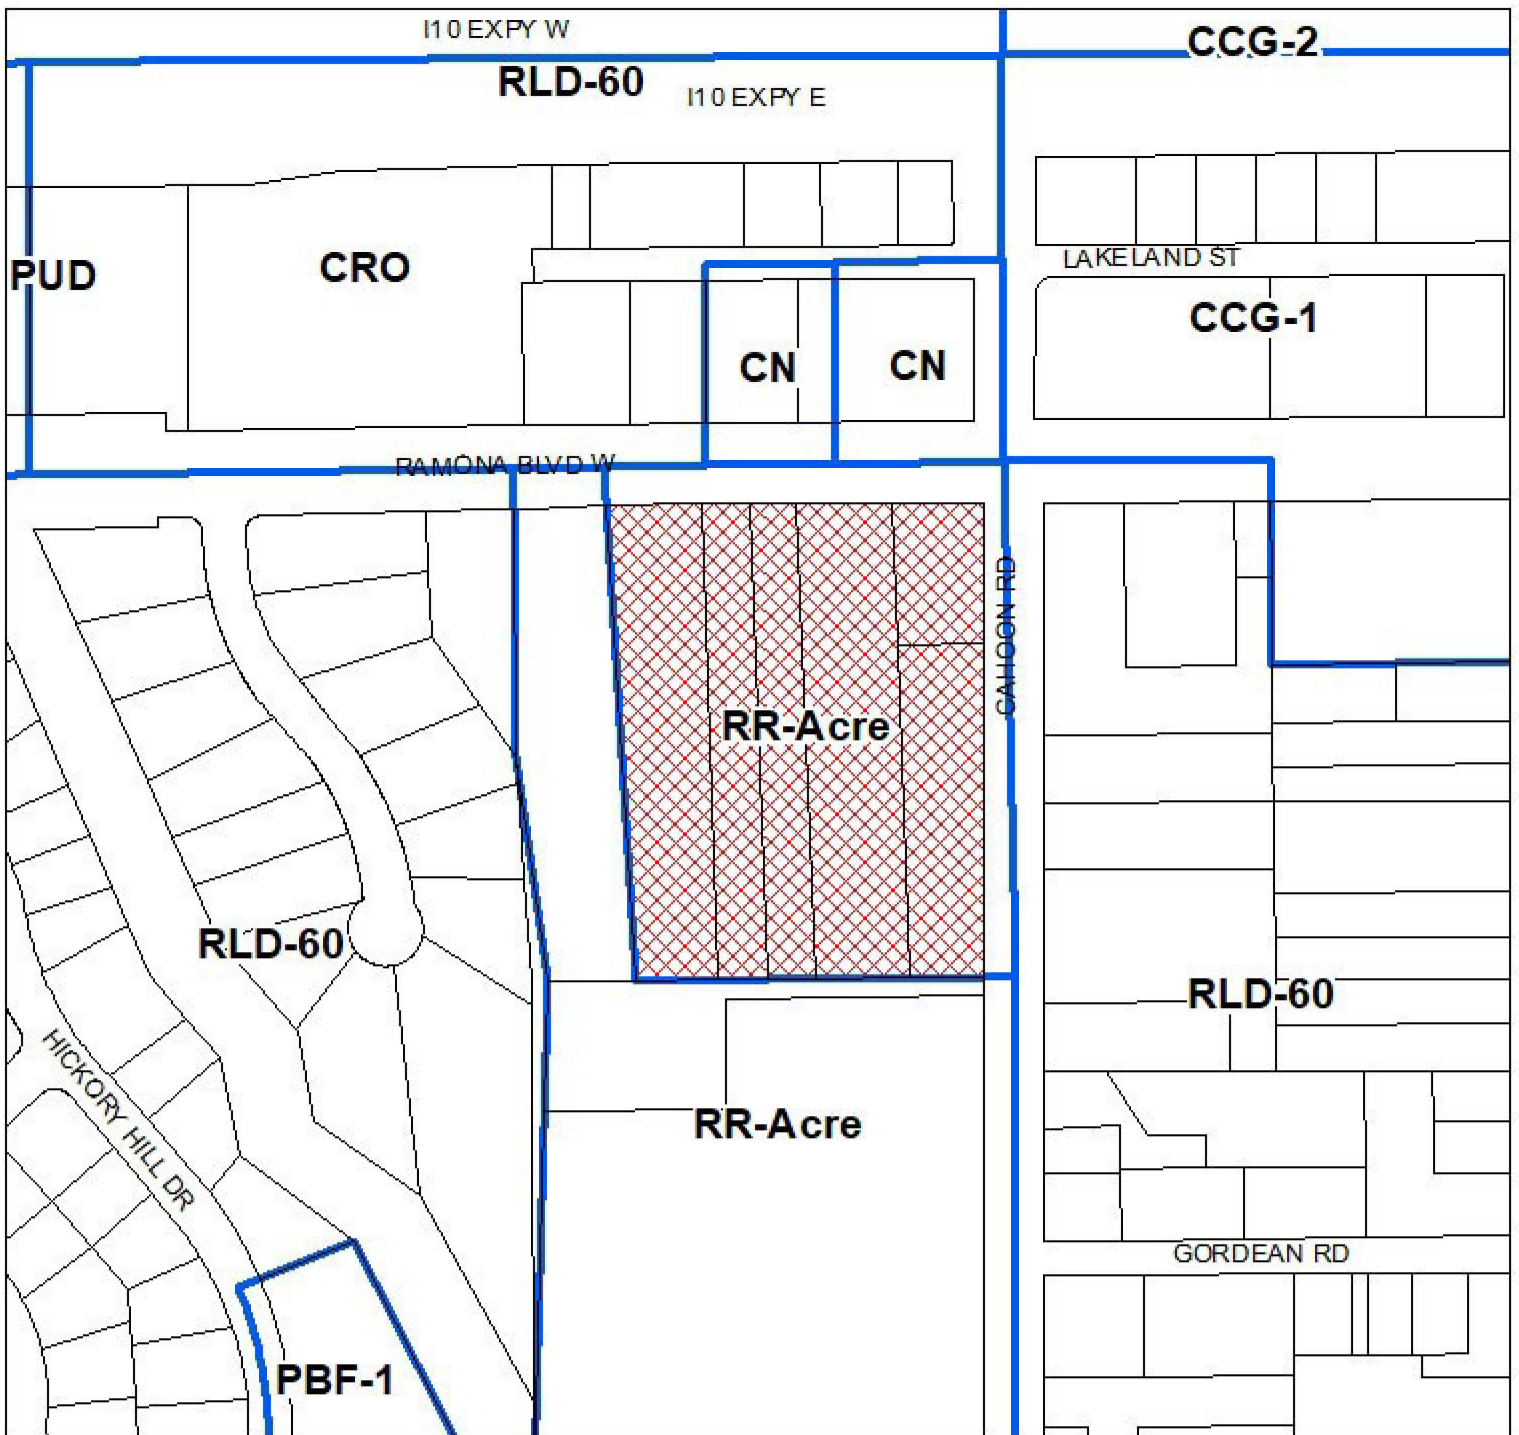 I10 EXPY W
CCG-2
RLD-60
I10 EXPY E
LAKELAND ST
PUD
CRO
CCG-1
CN
CN
RAMONA BLVD W
CAHOON RD
RR-Acre
RLD-60
RLD-60
HICKORY HILL DR
RR-Acre
GORDEAN RD
PBF-1